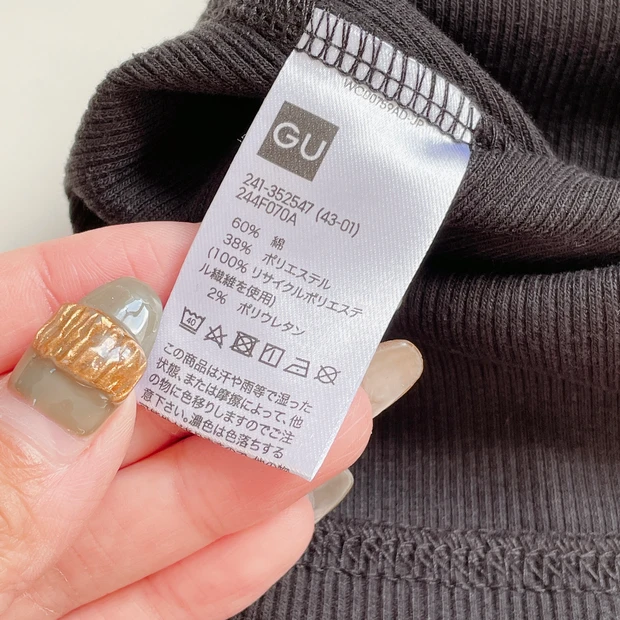 GU
241-352547 (43-01)
244F070A
60% 綿
38% ポリエステル
(100% リサイクルポリエステ
ル繊維を使用)
2% ポリウレタン
40
この商品は汗や雨等で湿った
状態、または摩擦によって、他
の物に色移りしますのでご注
意下さい。濃色は色落ちする